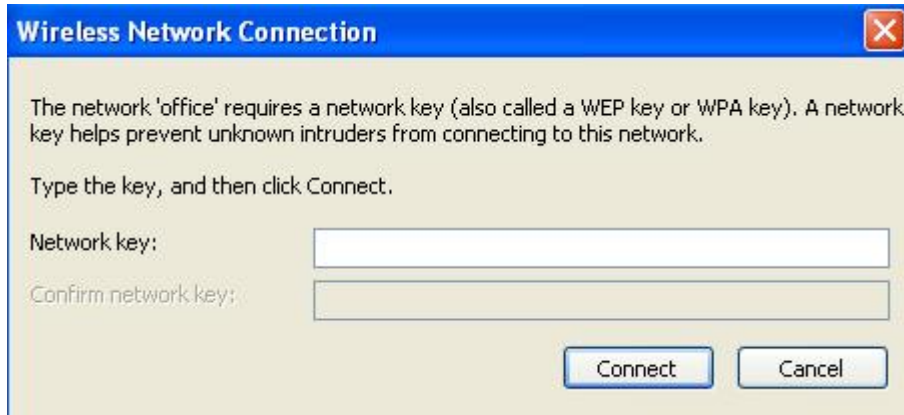 Wireless Network Connection
The network 'office' requires a network key (also called a WEP key or WPA key). A network
key helps prevent unknown intruders from connecting to this network.
Type the key, and then click Connect.
Network key:
Confirm network key:
Connect Cancel